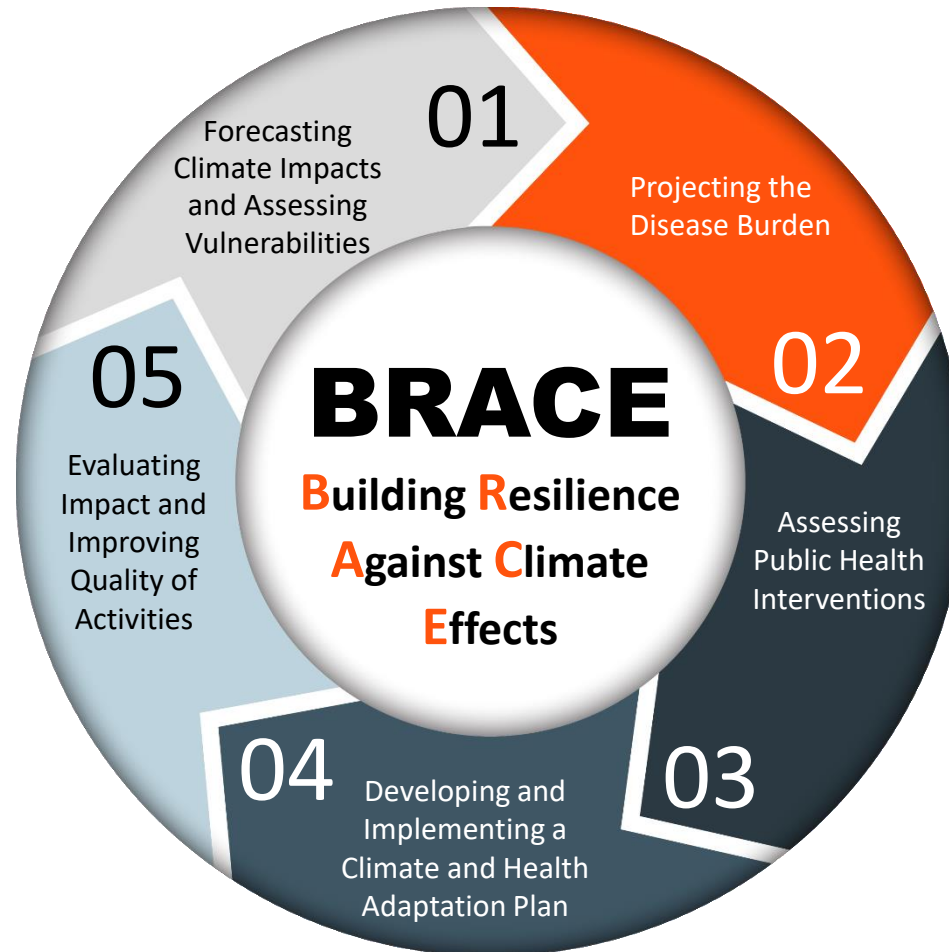 BRACE
Building Resilience
Against Climate
Effects
01
Forecasting
Climate Impacts
and Assessing
Vulnerabilities
Projecting the
Disease Burden
02
Assessing
Public Health
Interventions
03
04
Developing and
Implementing a
Climate and Health
Adaptation Plan
05
Evaluating
Impact and
Improving
Quality of
Activities